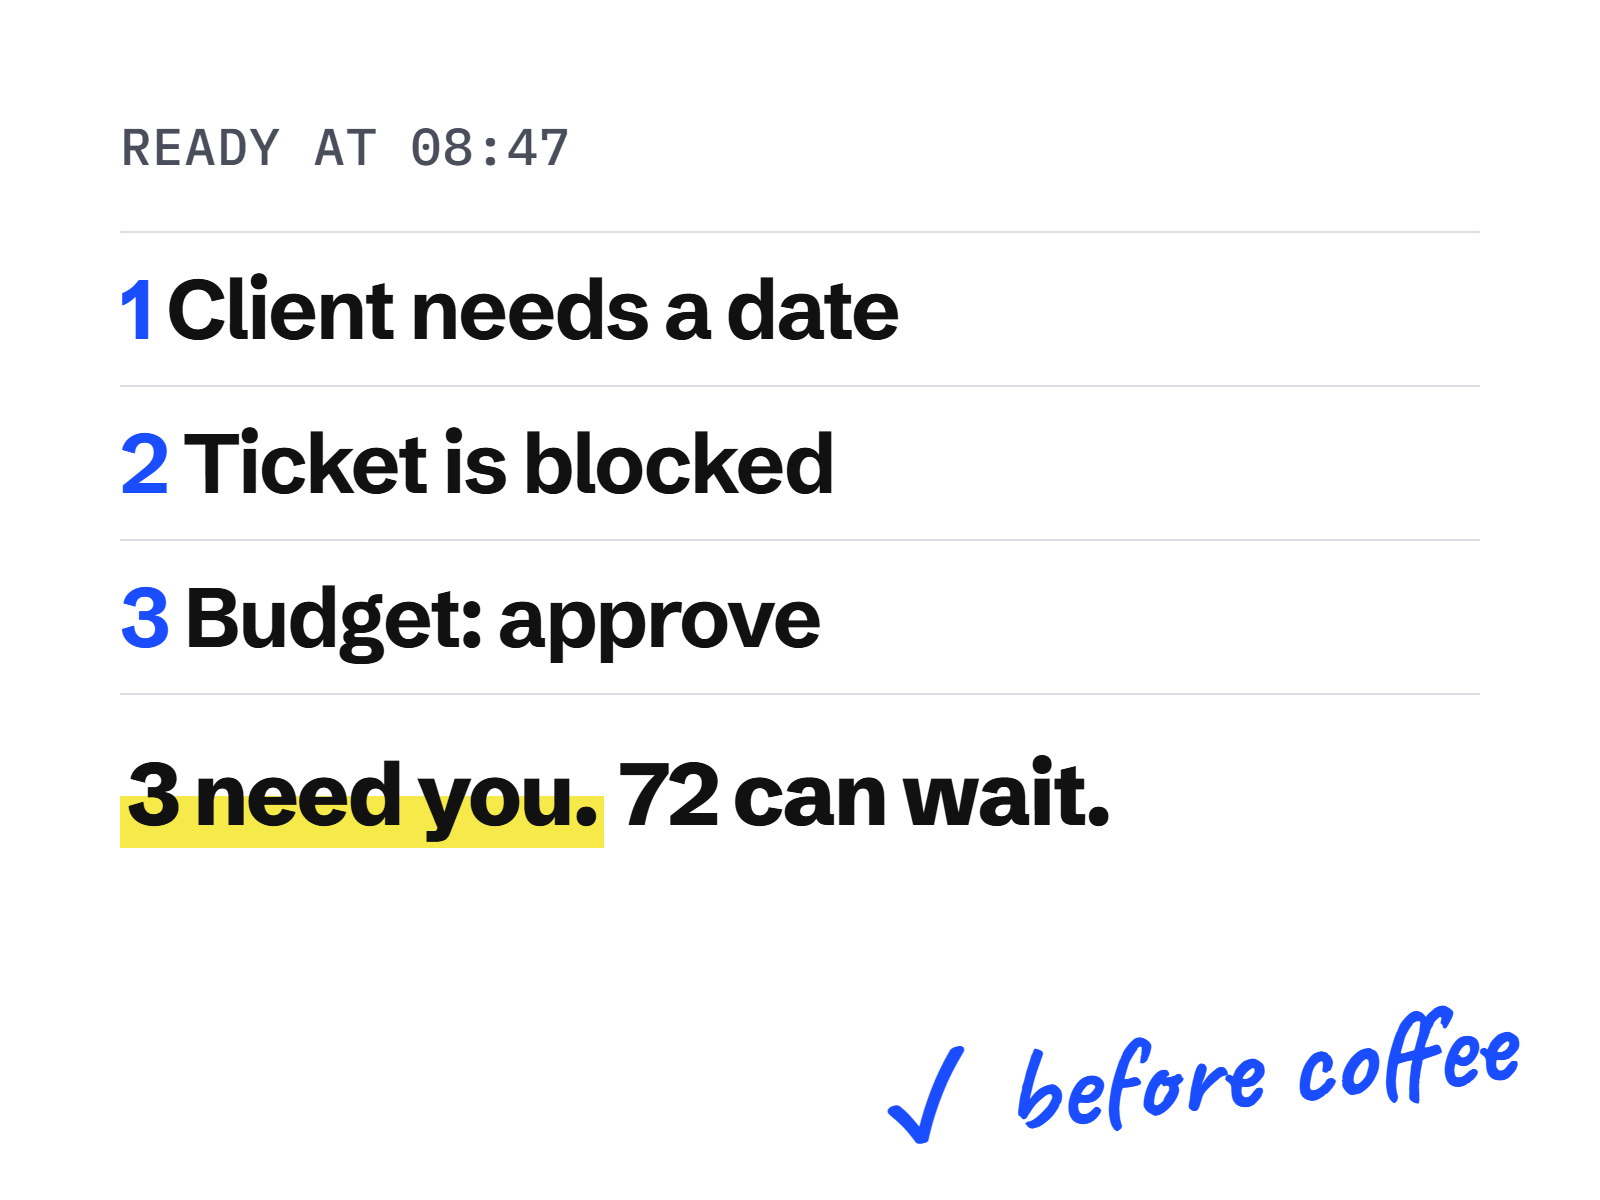 READY AT 08:47
1 Client needs a date
2 Ticket is blocked
3 Budget: approve
3 need you. 72 can wait.
✓ before coffee